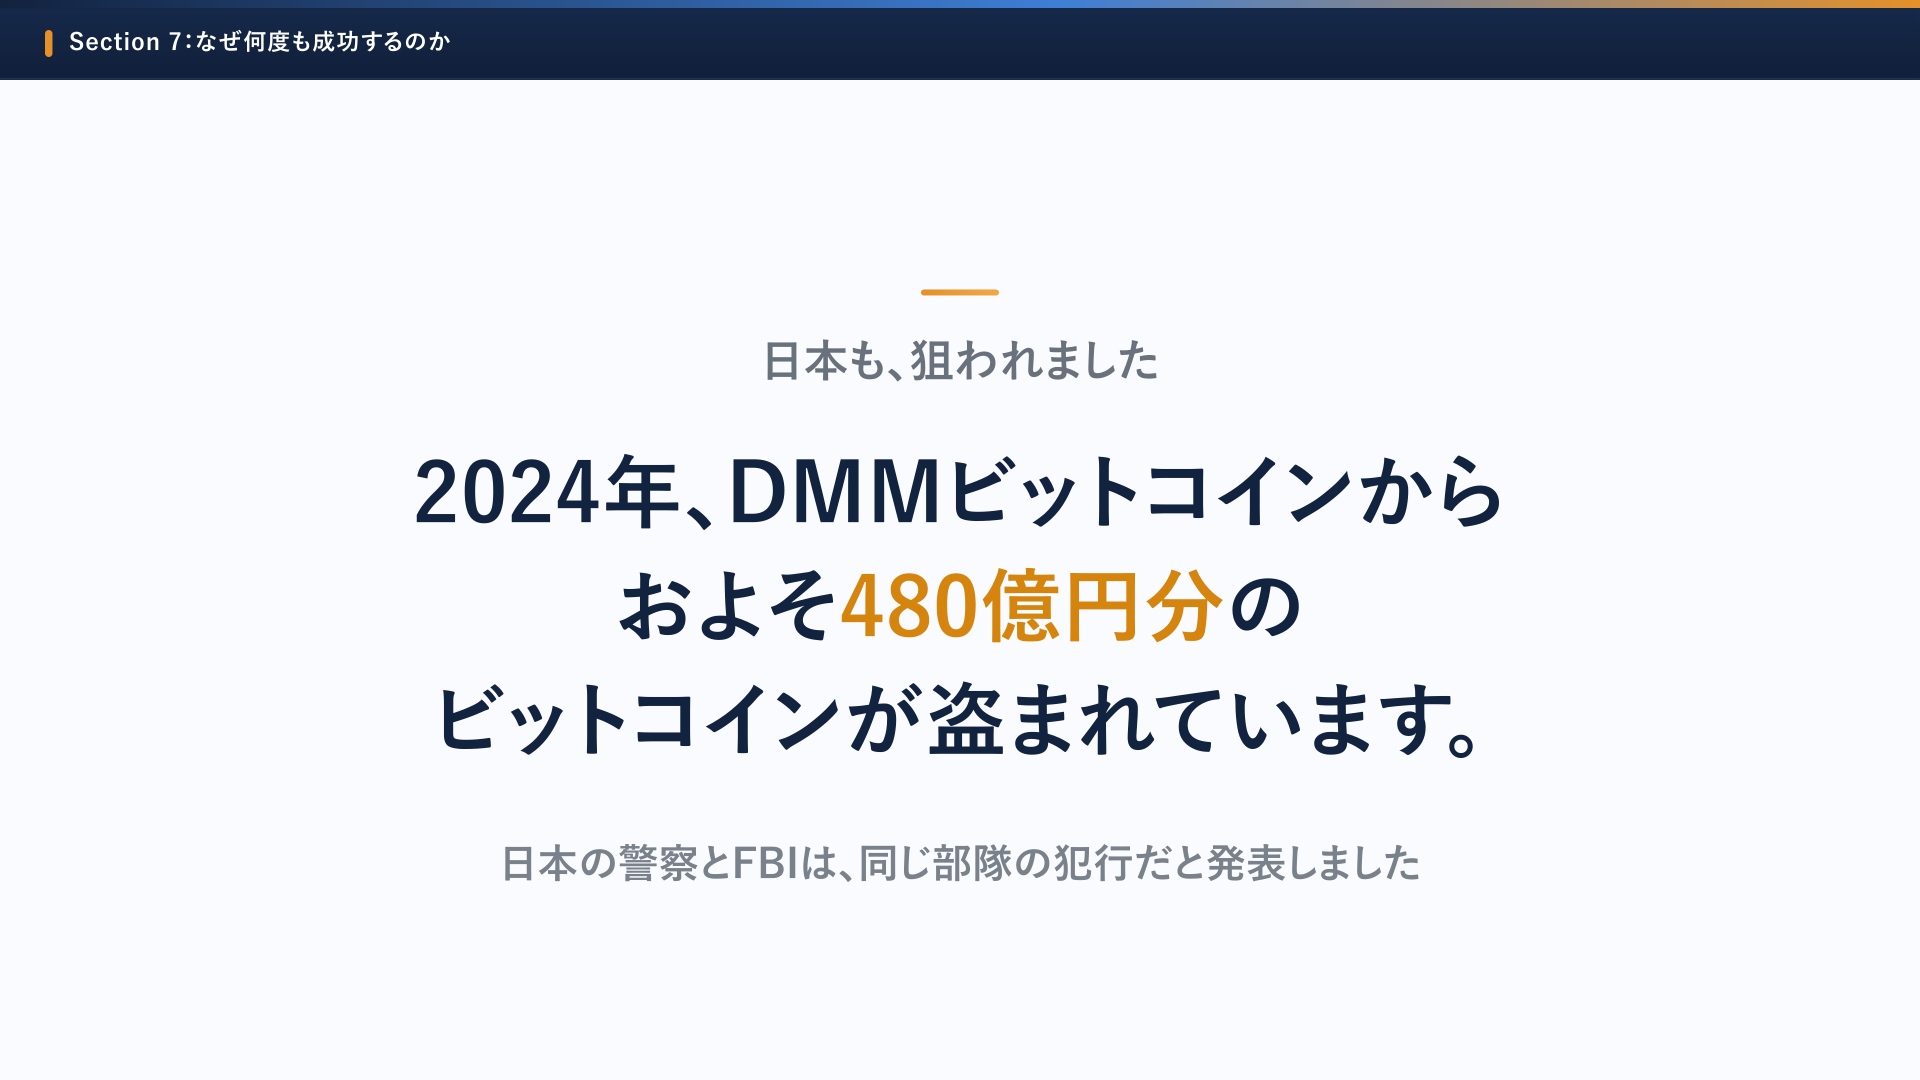 Section 7：なぜ何度も成功するのか
日本も、狙われました
2024年、DMMビットコインから
およそ480億円分の
ビットコインが盗まれています。
日本の警察とFBIは、同じ部隊の犯行だと発表しました